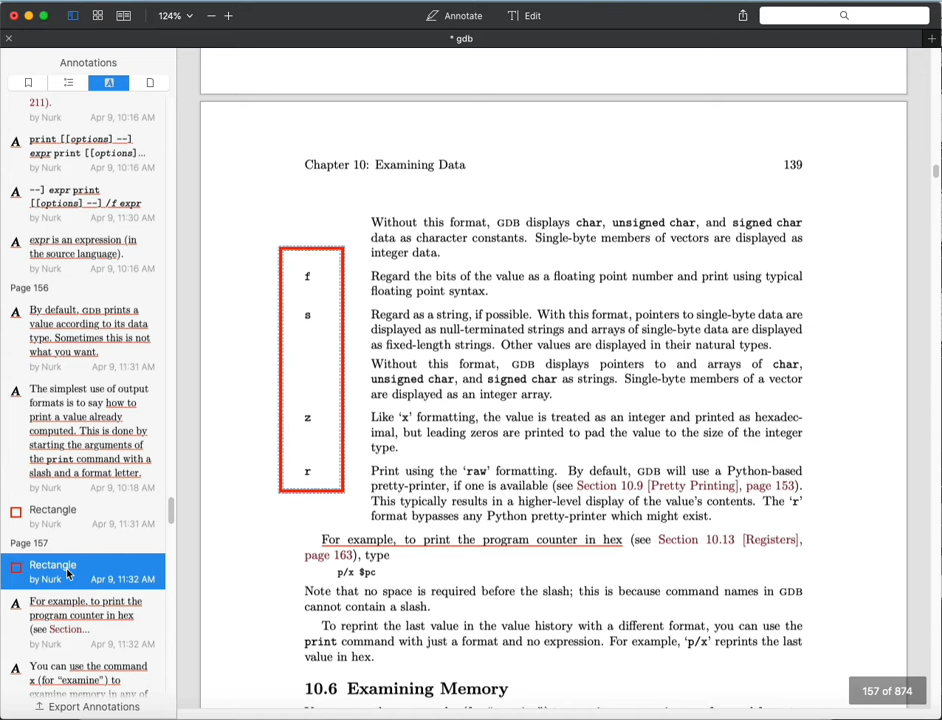 124%
Annotate
Edit
* gdb
Annotations
211).
by Nurk Apr 9, 10:16 AM
print [[options] --]
expr print [[options]...
by Nurk Apr 9, 10:16 AM
--] expr print
[[options] --] /f expr
by Nurk Apr 9, 11:30 AM
expr is an expression (in
the source language).
by Nurk Apr 9, 10:16 AM
Page 156
By default, GDB prints a
value according to its data
type. Sometimes this is not
what you want.
by Nurk Apr 9, 11:31 AM
The simplest use of output
formats is to say how to
print a value already
computed. This is done by
starting the arguments of
the print command with a
slash and a format letter.
by Nurk Apr 9, 10:18 AM
Rectangle
by Nurk Apr 9, 11:31 AM
Page 157
Rectangle
by Nurk Apr 9, 11:32 AM
For example, to print the
program counter in hex
(see Section...
by Nurk Apr 9, 11:32 AM
You can use the command
x (for “examine”) to
examine memory in any of
Export Annotations
Chapter 10: Examining Data 139
Without this format, GDB displays char, unsigned char, and signed char
data as character constants. Single-byte members of vectors are displayed as
integer data.
f Regard the bits of the value as a floating point number and print using typical
floating point syntax.
s Regard as a string, if possible. With this format, pointers to single-byte data are
displayed as null-terminated strings and arrays of single-byte data are displayed
as fixed-length strings. Other values are displayed in their natural types.
Without this format, GDB displays pointers to and arrays of char,
unsigned char, and signed char as strings. Single-byte members of a vector
are displayed as an integer array.
z Like ‘x’ formatting, the value is treated as an integer and printed as hexadec-
imal, but leading zeros are printed to pad the value to the size of the integer
type.
r Print using the ‘raw’ formatting. By default, GDB will use a Python-based
pretty-printer, if one is available (see Section 10.9 [Pretty Printing], page 153).
This typically results in a higher-level display of the value’s contents. The ‘r’
format bypasses any Python pretty-printer which might exist.
For example, to print the program counter in hex (see Section 10.13 [Registers],
page 163), type
p/x $pc
Note that no space is required before the slash; this is because command names in GDB
cannot contain a slash.
To reprint the last value in the value history with a different format, you can use the
print command with just a format and no expression. For example, ‘p/x’ reprints the last
value in hex.
10.6 Examining Memory
157 of 874